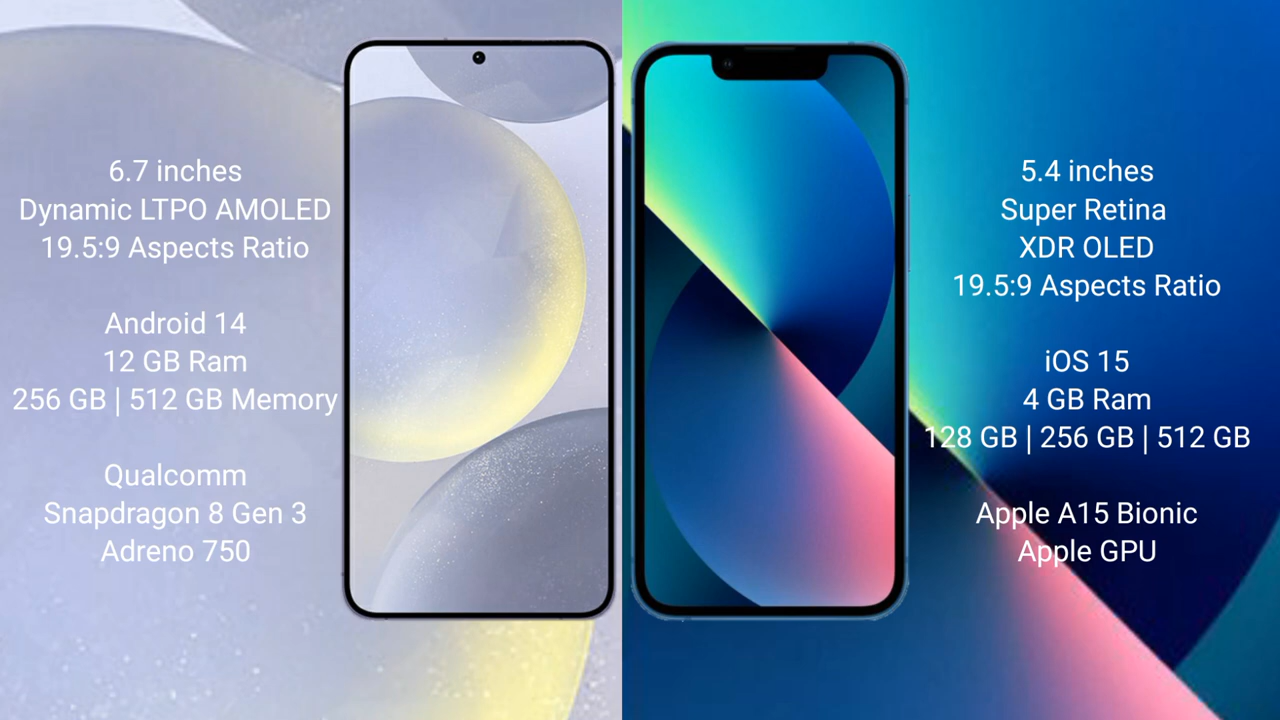 6.7 inches
Dynamic LTPO AMOLED
19.5:9 Aspects Ratio
Android 14
12 GB Ram
256 GB | 512 GB Memory
Qualcomm
Snapdragon 8 Gen 3
Adreno 750
5.4 inches
Super Retina
XDR OLED
19.5:9 Aspects Ratio
iOS 15
4 GB Ram
128 GB | 256 GB | 512 GB
Apple A15 Bionic
Apple GPU